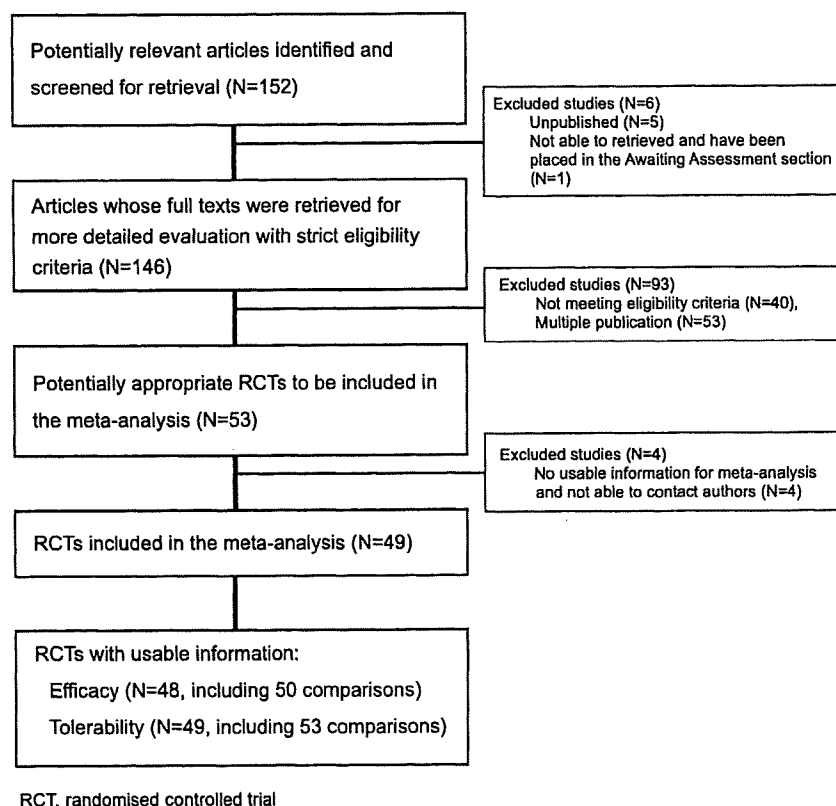 Potentially relevant articles identified and
screened for retrieval (N=152)
Excluded studies (N=6)
Unpublished (N=5)
Not able to retrieved and have been
placed in the Awaiting Assessment section
(N=1)
Articles whose full texts were retrieved for
more detailed evaluation with strict eligibility
criteria (N=146)
Excluded studies (N=93)
Not meeting eligibility criteria (N=40),
Multiple publication (N=53)
Potentially appropriate RCTs to be included in
the meta-analysis (N=53)
Excluded studies (N=4)
No usable information for meta-analysis
and not able to contact authors (N=4)
RCTs included in the meta-analysis (N=49)
RCTs with usable information:
Efficacy (N=48, including 50 comparisons)
Tolerability (N=49, including 53 comparisons)
RCT, randomised controlled trial